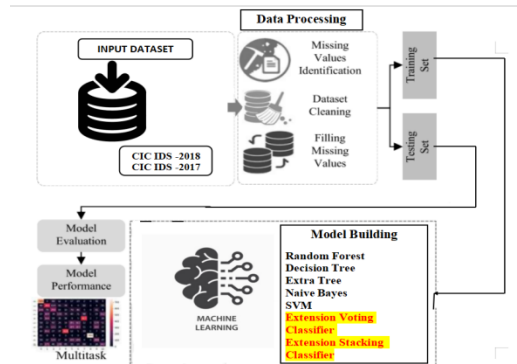 Data Processing
INPUT DATASET
CIC IDS -2018
CIC IDS -2017
Missing
Values
Identification
Dataset
Cleaning
Filling
Missing
Values
Training
Set
Testing
Set
Model
Evaluation
Model
Performance
Multitask
MACHINE
LEARNING
Model Building
Random Forest
Decision Tree
Extra Tree
Naive Bayes
SVM
Extension Voting
Classifier
Extension Stacking
Classifier